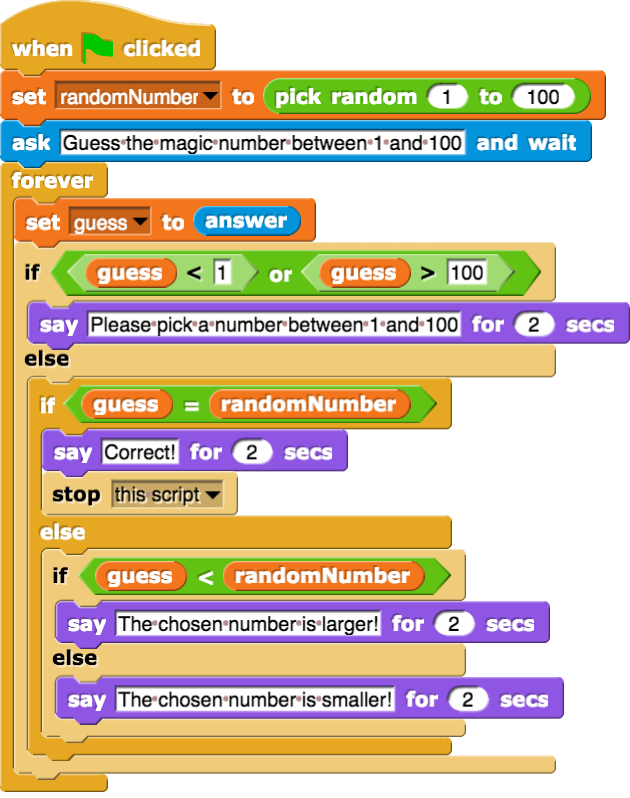 when clicked
set randomNumber to pick random 1 to 100
ask Guess the magic number between 1 and 100 and wait
forever
set guess to answer
if guess < 1 or guess > 100
say Please pick a number between 1 and 100 for 2 secs
else
if guess = randomNumber
say Correct! for 2 secs
stop this script
else
if guess < randomNumber
say The chosen number is larger! for 2 secs
else
say The chosen number is smaller! for 2 secs